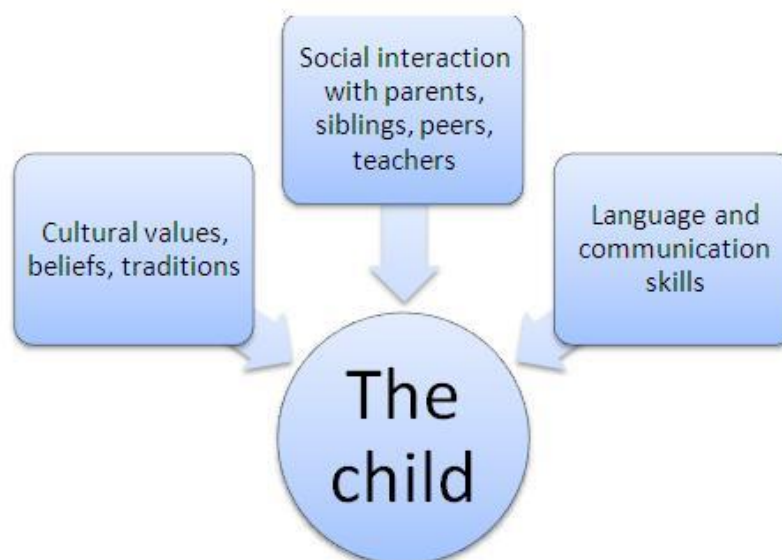 Social interaction
with parents,
siblings, peers,
teachers
Cultural values,
beliefs, traditions
Language and
communication
skills
The
child